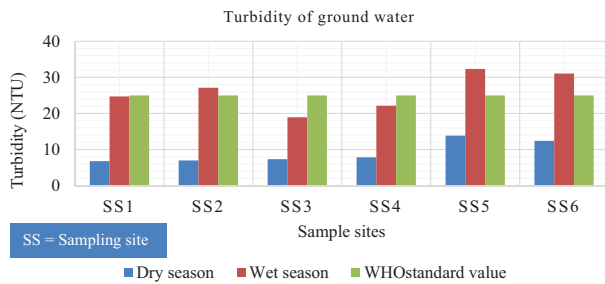 Turbidity of ground water
Turbidity (NTU)
40
30
20
10
0
SS1 SS2 SS3 SS4 SS5 SS6
Sample sites
SS = Sampling site
Dry season Wet season WHOstandard value